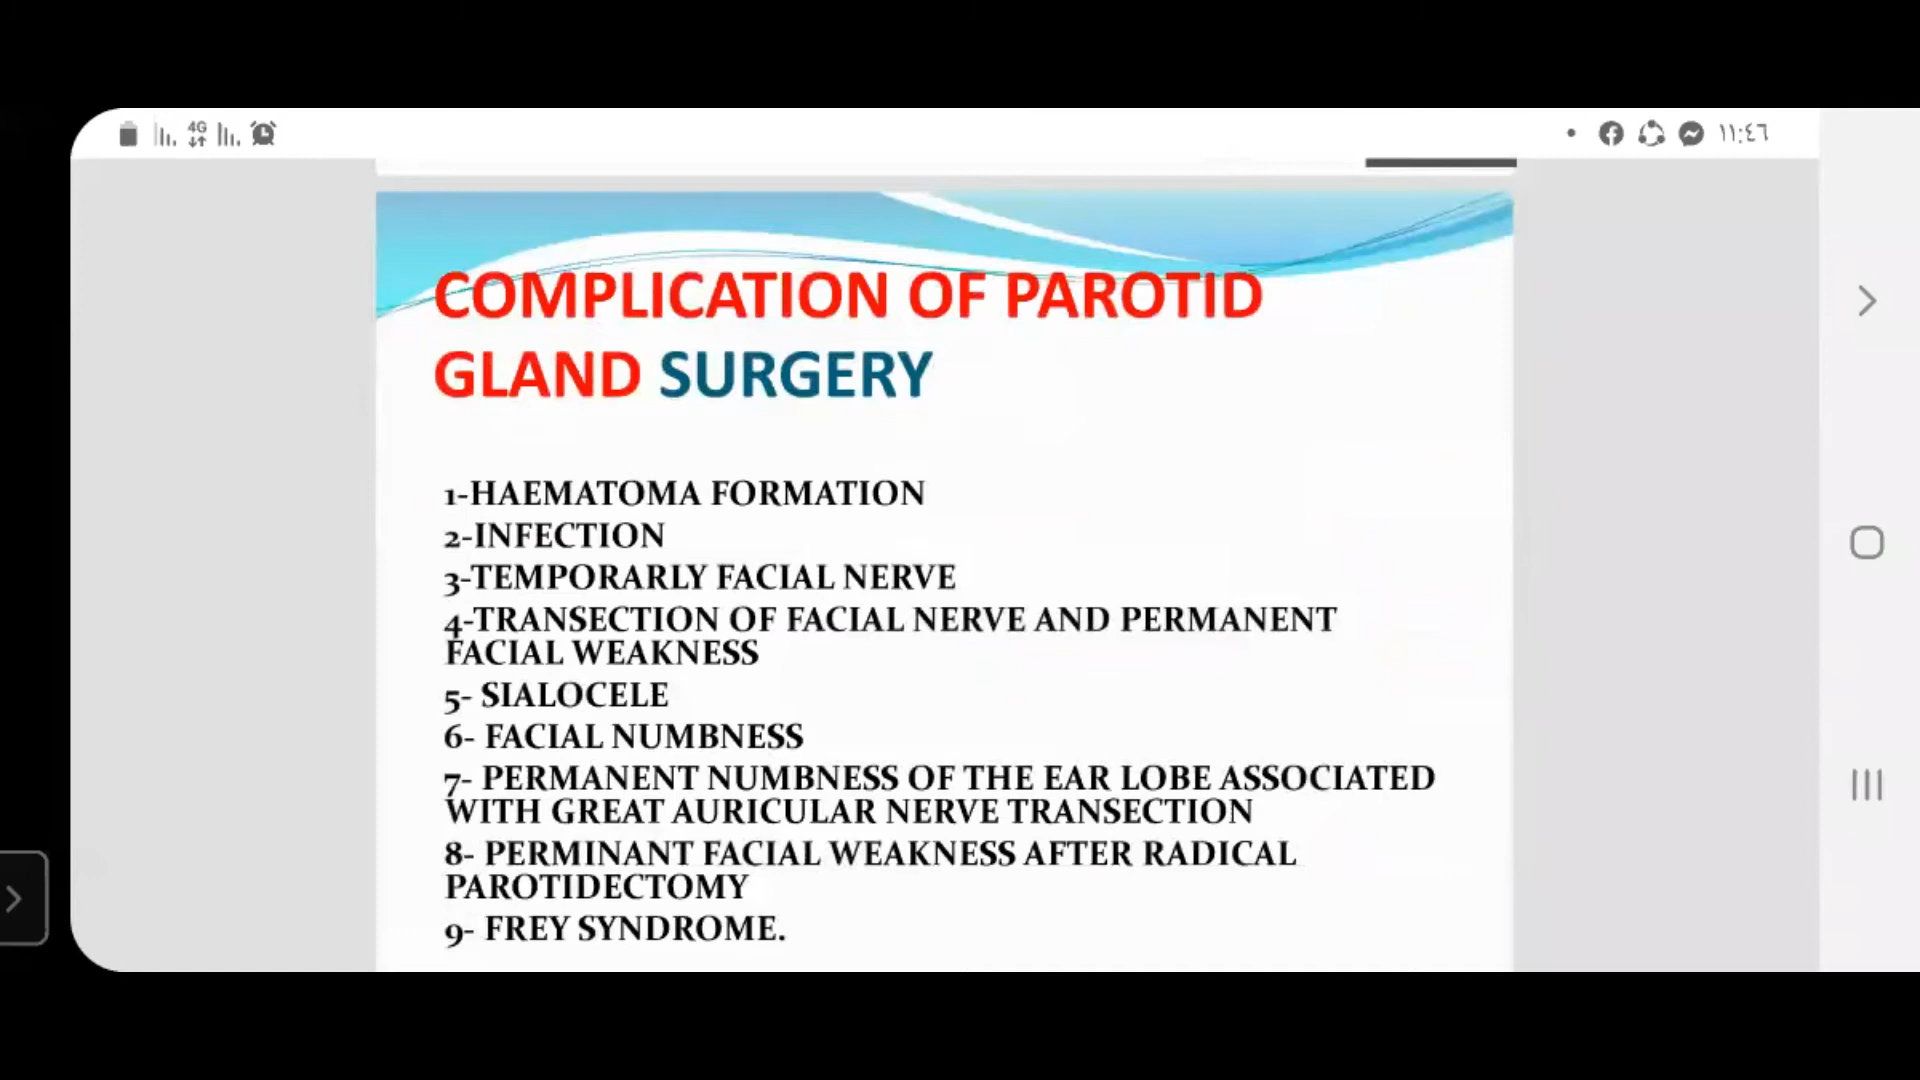 4G
١١:٤٦
COMPLICATION OF PAROTID
GLAND SURGERY
1-HAEMATOMA FORMATION
2-INFECTION
3-TEMPORARLY FACIAL NERVE
4-TRANSECTION OF FACIAL NERVE AND PERMANENT
FACIAL WEAKNESS
5- SIALOCELE
6- FACIAL NUMBNESS
7- PERMANENT NUMBNESS OF THE EAR LOBE ASSOCIATED
WITH GREAT AURICULAR NERVE TRANSECTION
8- PERMINANT FACIAL WEAKNESS AFTER RADICAL
PAROTIDECTOMY
9- FREY SYNDROME.